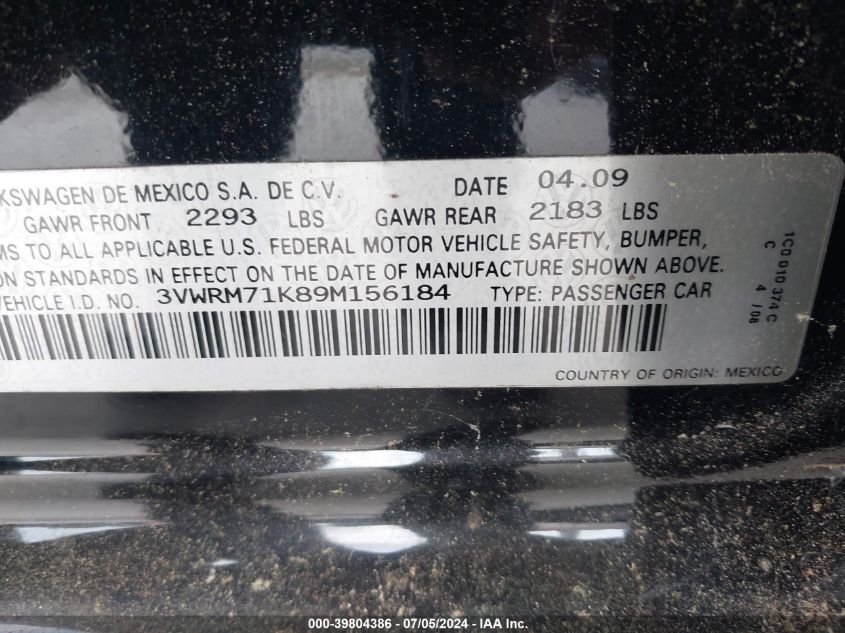 KSWAGEN DE MEXICO S.A. DE C.V. DATE 04.09
GAWR FRONT 2293 LBS GAWR REAR 2183 LBS
MS TO ALL APPLICABLE U.S. FEDERAL MOTOR VEHICLE SAFETY, BUMPER,
ON STANDARDS IN EFFECT ON THE DATE OF MANUFACTURE SHOWN ABOVE.
VEHICLE I.D. NO. 3VWRM71K89M156184 TYPE: PASSENGER CAR
COUNTRY OF ORIGIN: MEXICO
1C0 010 374 C
C 4 / 08
000-39804386 - 07/05/2024 - IAAI Inc.